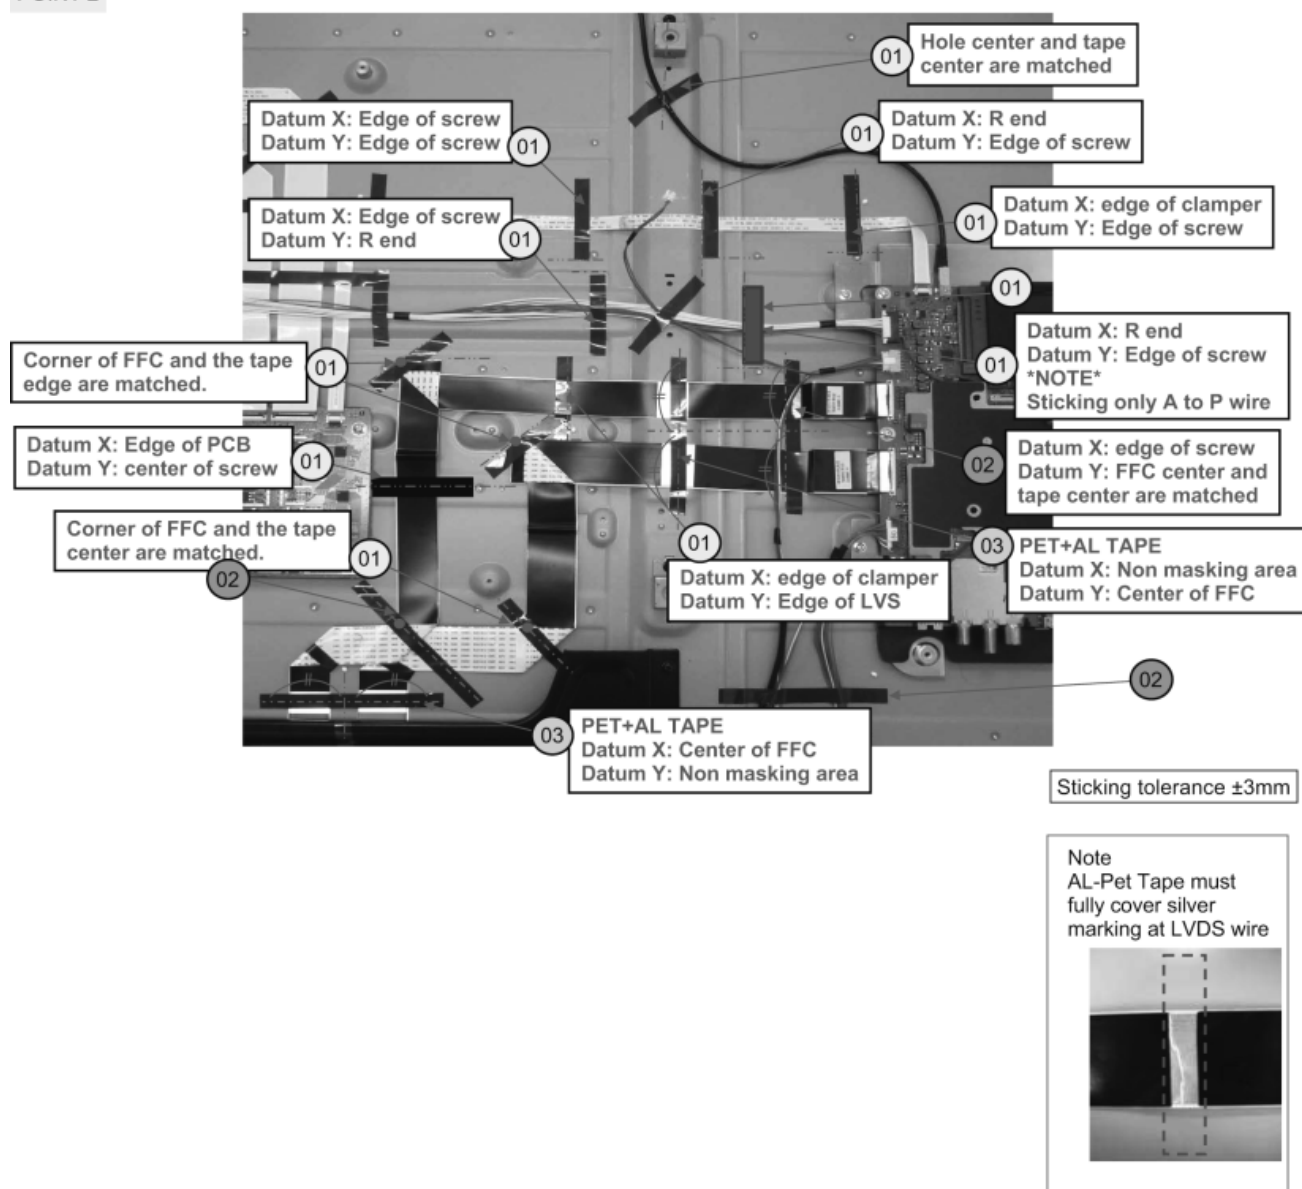 01
Hole center and tape
center are matched
Datum X: Edge of screw
Datum Y: Edge of screw
01
01
Datum X: R end
Datum Y: Edge of screw
Datum X: Edge of screw
Datum Y: R end
01
01
Datum X: edge of clamper
Datum Y: Edge of screw
01
Corner of FFC and the tape
edge are matched.
01
01
Datum X: R end
Datum Y: Edge of screw
*NOTE*
Sticking only A to P wire
Datum X: Edge of PCB
Datum Y: center of screw
01
02
Datum X: edge of screw
Datum Y: FFC center and
tape center are matched
Corner of FFC and the tape
center are matched.
01
02
01
Datum X: edge of clamper
Datum Y: Edge of LVS
03
PET+AL TAPE
Datum X: Non masking area
Datum Y: Center of FFC
02
03
PET+AL TAPE
Datum X: Center of FFC
Datum Y: Non masking area
Sticking tolerance ±3mm
Note
AL-Pet Tape must
fully cover silver
marking at LVDS wire